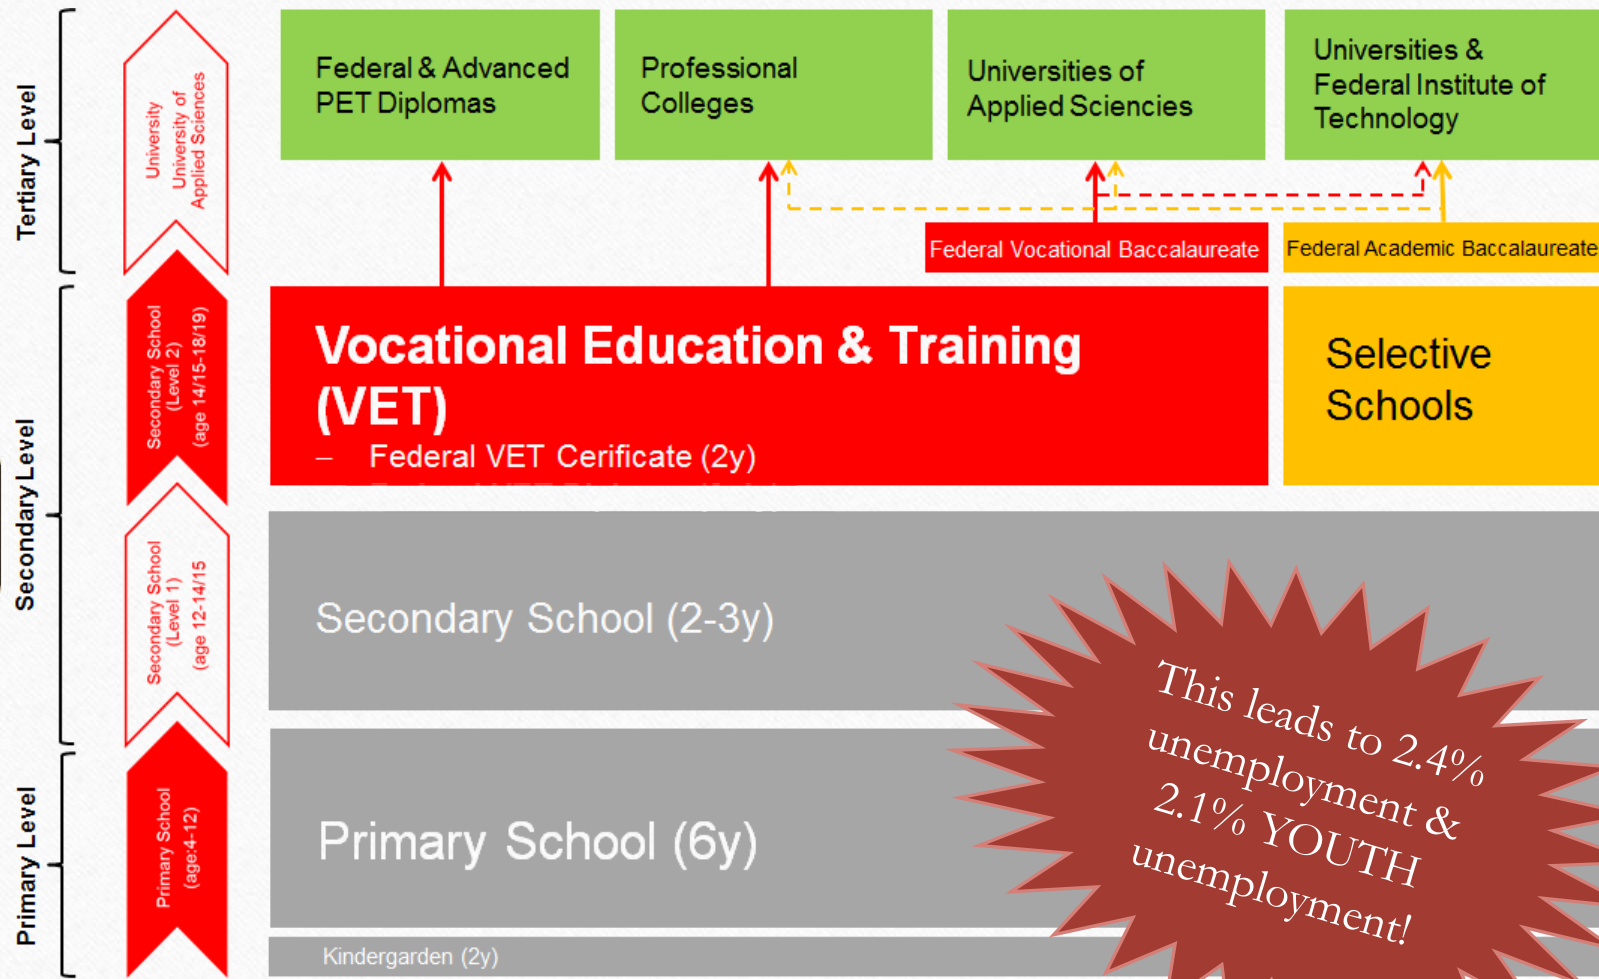 Tertiary Level
University
University of
Applied Sciences
Federal & Advanced
PET Diplomas
Professional
Colleges
Universities of
Applied Sciencies
Universities &
Federal Institute of
Technology
Federal Vocational Baccalaureate
Federal Academic Baccalaureate
Secondary Level
Secondary School
(Level 2)
(age 14/15-18/19)
Vocational Education & Training
(VET)
– Federal VET Cerificate (2y)
Selective
Schools
Secondary School
(Level 1)
(age 12-14/15
Secondary School (2-3y)
Primary Level
Primary School
(age:4-12)
Primary School (6y)
Kindergarden (2y)
This leads to 2.4%
unemployment &
2.1% YOUTH
unemployment!